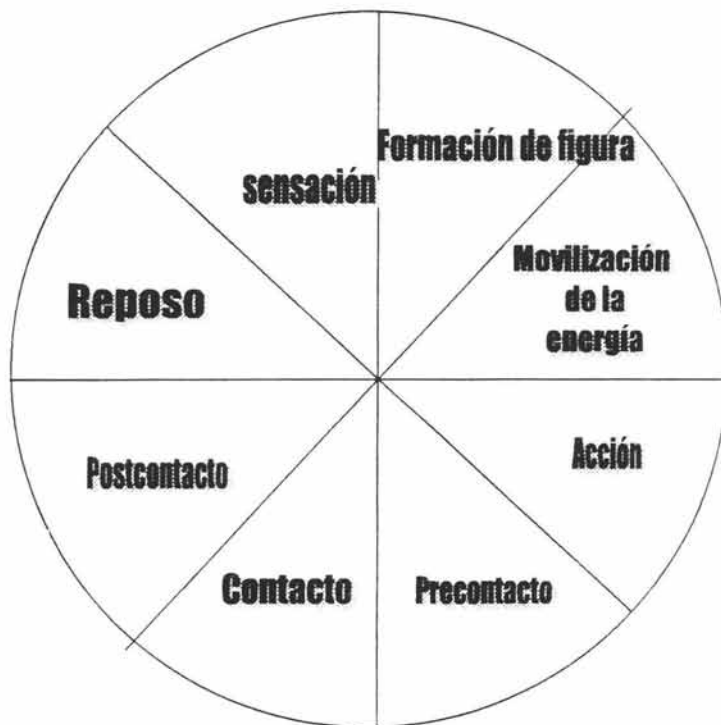 Formación de figura
sensación
Movilización
de la
energía
Reposo
Acción
Postcontacto
Contacto
Precontacto